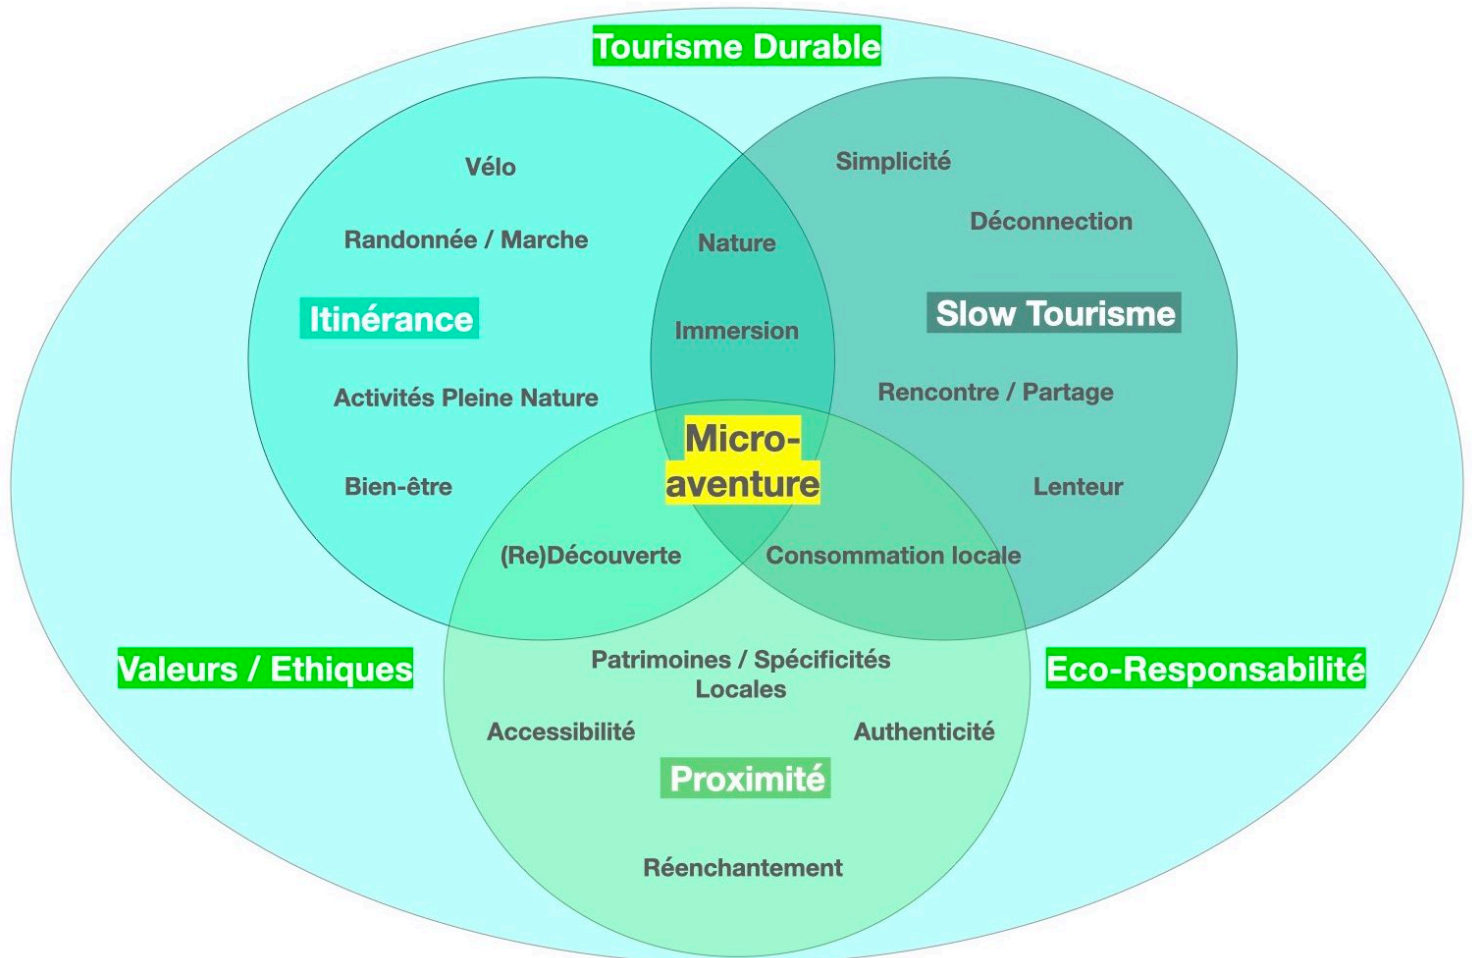 Tourisme Durable
Vélo
Simplicité
Déconnection
Randonnée / Marche
Nature
Itinérance
Slow Tourisme
Immersion
Activités Pleine Nature
Rencontre / Partage
Micro-
aventure
Bien-être
Lenteur
(Re)Découverte
Consommation locale
Valeurs / Ethiques
Patrimoines / Spécificités
Locales
Eco-Responsabilité
Accessibilité
Authenticité
Proximité
Réenchantement